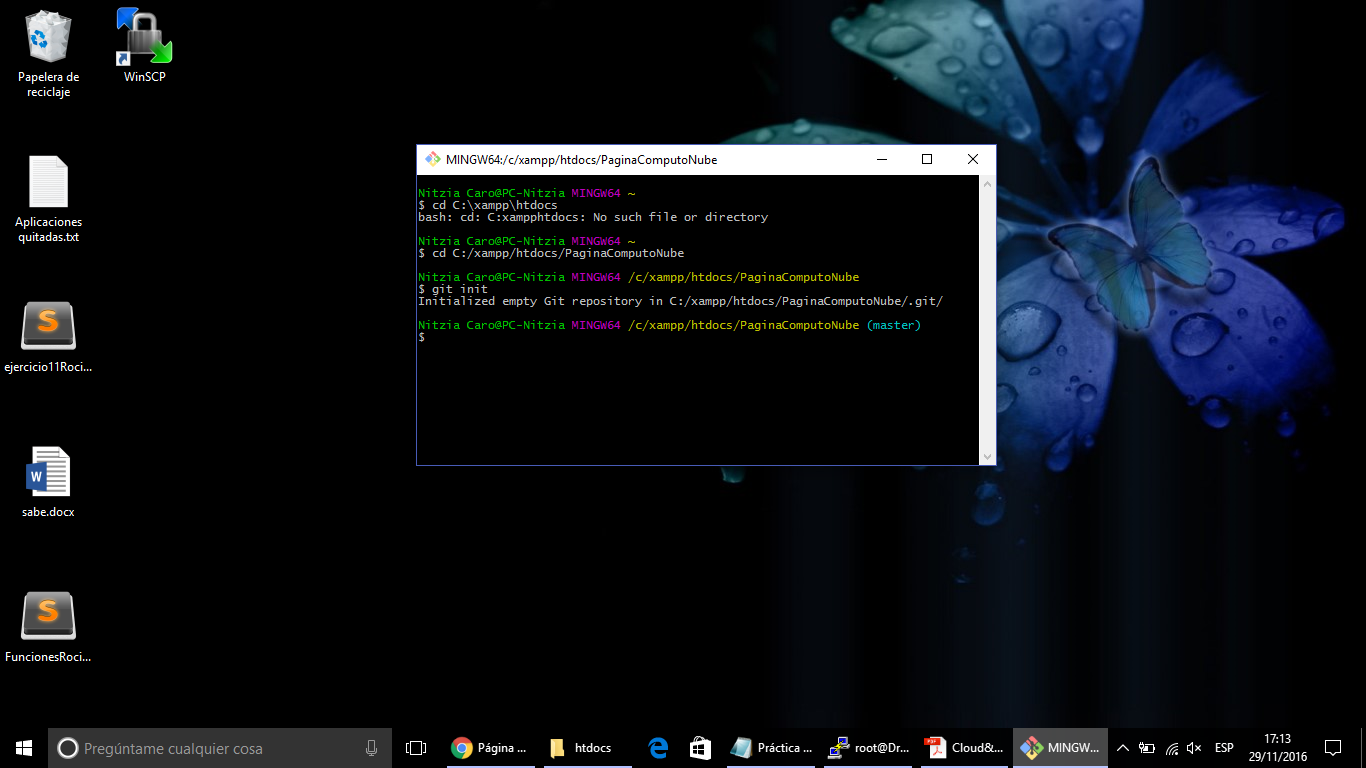 Papelera de
reciclaje
WinSCP
Aplicaciones
quitadas.txt
ejercicio11Roci...
sabe.docx
FuncionesRoci...
MINGW64:/c/xampp/htdocs/PaginaComputoNube
Nitzia Caro@PC-Nitzia MINGW64 ~
$ cd C:\xampp\htdocs
bash: cd: C:xampphtdocs: No such file or directory
Nitzia Caro@PC-Nitzia MINGW64 ~
$ cd C:/xampp/htdocs/PaginaComputoNube
Nitzia Caro@PC-Nitzia MINGW64 /c/xampp/htdocs/PaginaComputoNube
$ git init
Initialized empty Git repository in C:/xampp/htdocs/PaginaComputoNube/.git/
Nitzia Caro@PC-Nitzia MINGW64 /c/xampp/htdocs/PaginaComputoNube (master)
$
Pregúntame cualquier cosa
Página ...
htdocs
Práctica ...
root@Dr...
Cloud&...
MINGW...
ESP
17:13
29/11/2016